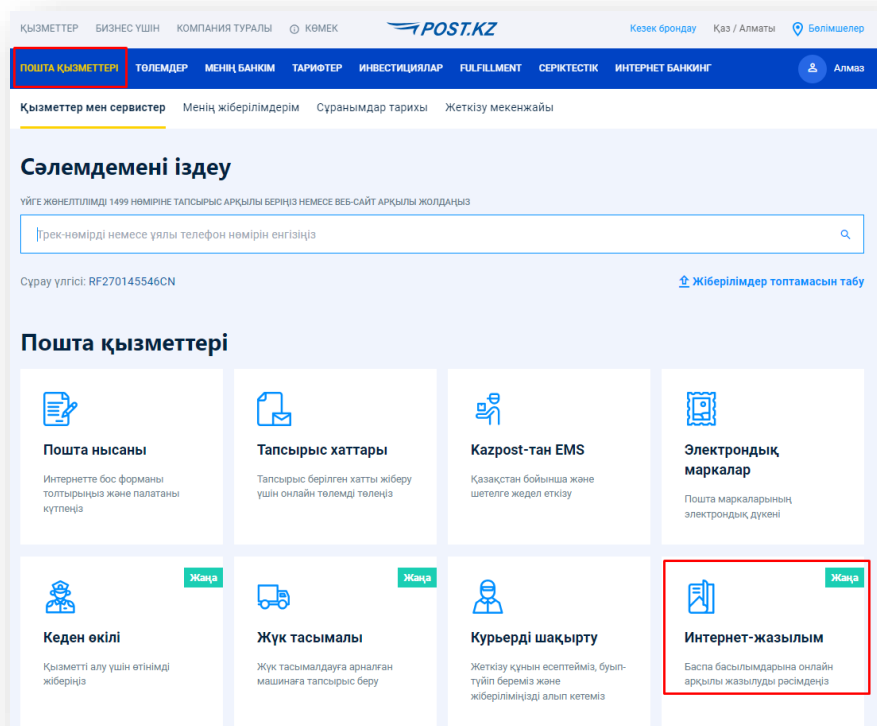 ҚЫЗМЕТТЕР БИЗНЕС ҮШІН КОМПАНИЯ ТУРАЛЫ КӨМЕК POST.KZ Кезек брондау Қаз / Алматы Бөлімшелер
ПОШТА ҚЫЗМЕТТЕРІ ТӨЛЕМДЕР МЕНІҢ БАНКІМ ТАРИФТЕР ИНВЕСТИЦИЯЛАР FULFILLMENT СЕРІКТЕСТІК ИНТЕРНЕТ БАНКИНГ Алмаз
Қызметтер мен сервистер Менің жіберілімдерім Сұранымдар тарихы Жеткізу мекенжайы
Сәлемдемені іздеу
ҮЙГЕ ЖӨНЕЛТІЛІМДІ 1499 НӨМІРІНЕ ТАПСЫРЫС АРҚЫЛЫ БЕРІҢІЗ НЕМЕСЕ ВЕБ-САЙТ АРҚЫЛЫ ЖОЛДАҢЫЗ
Трек-нөмірді немесе ұялы телефон нөмірін енгізіңіз
Сұрау үлгісі: RF270145546CN Жіберілімдер топтамасын табу
Пошта қызметтері
Пошта нысаны
Интернетте бос форманы
толтырыңыз және палатаны
күтпеңіз
Тапсырыс хаттары
Тапсырыс берілген хатты жіберу
үшін онлайн төлемді төлеңіз
Kazpost-тан EMS
Қазақстан бойынша және
шетелге жедел еткізу
Электрондық
маркалар
Пошта маркаларының
электрондық дүкені
Кеден өкілі
Қызметті алу үшін өтінімді
жіберіңіз
Жаңа
Жүк тасымалы
Жүк тасымалдауға арналған
машинаға тапсырыс беру
Жаңа
Курьерді шақырту
Жеткізу құнын есептейміз, буып-
түйіп береміз және
жіберіліміңізді алып кетеміз
Жаңа
Интернет-жазылым
Баспа басылымдарына онлайн
арқылы жазылуды рәсімдеңіз